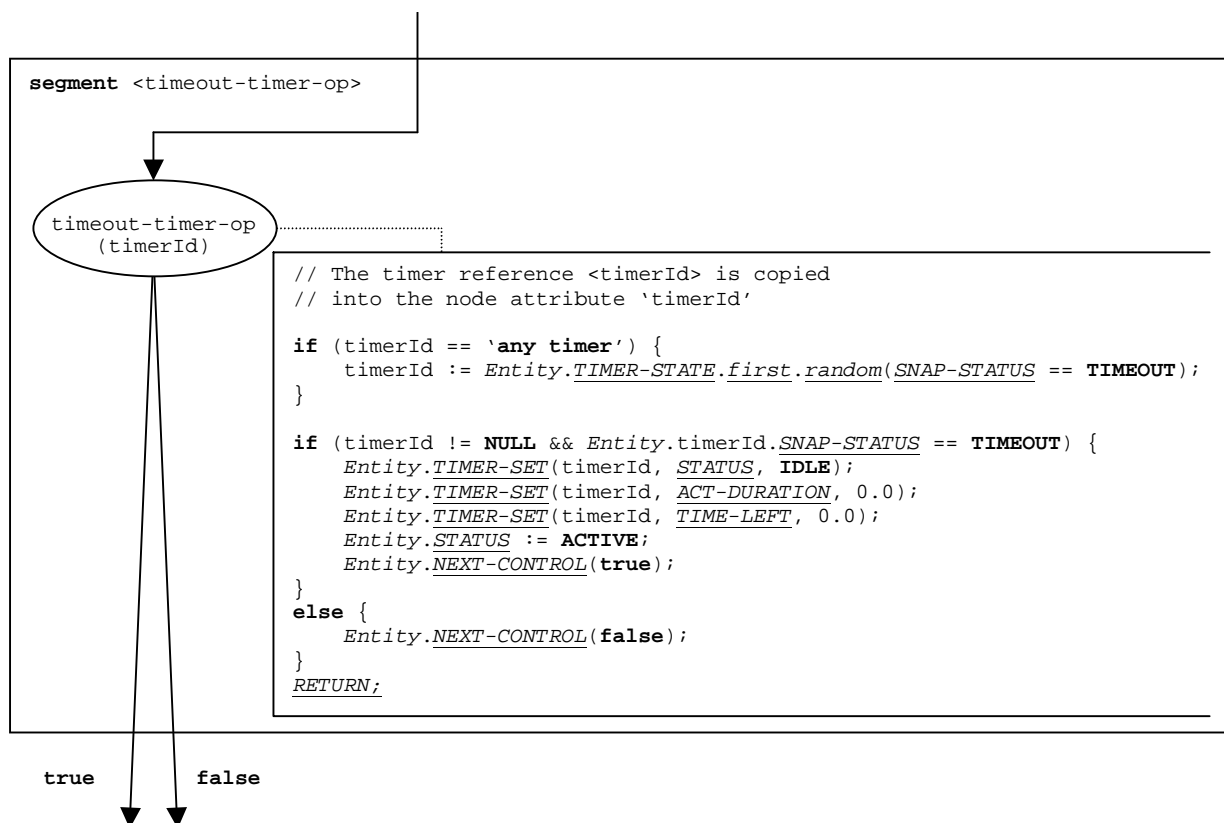 segment <timeout-timer-op>
timeout-timer-op
(timerId)
// The timer reference <timerId> is copied
// into the node attribute ‘timerId’
if (timerId == ‘any timer’) {
timerId := Entity.TIMER-STATE.first.random(SNAP-STATUS == TIMEOUT);
}
if (timerId != NULL && Entity.timerId.SNAP-STATUS == TIMEOUT) {
Entity.TIMER-SET(timerId, STATUS, IDLE);
Entity.TIMER-SET(timerId, ACT-DURATION, 0.0);
Entity.TIMER-SET(timerId, TIME-LEFT, 0.0);
Entity.STATUS := ACTIVE;
Entity.NEXT-CONTROL(true);
}
else {
Entity.NEXT-CONTROL(false);
}
RETURN;
true false